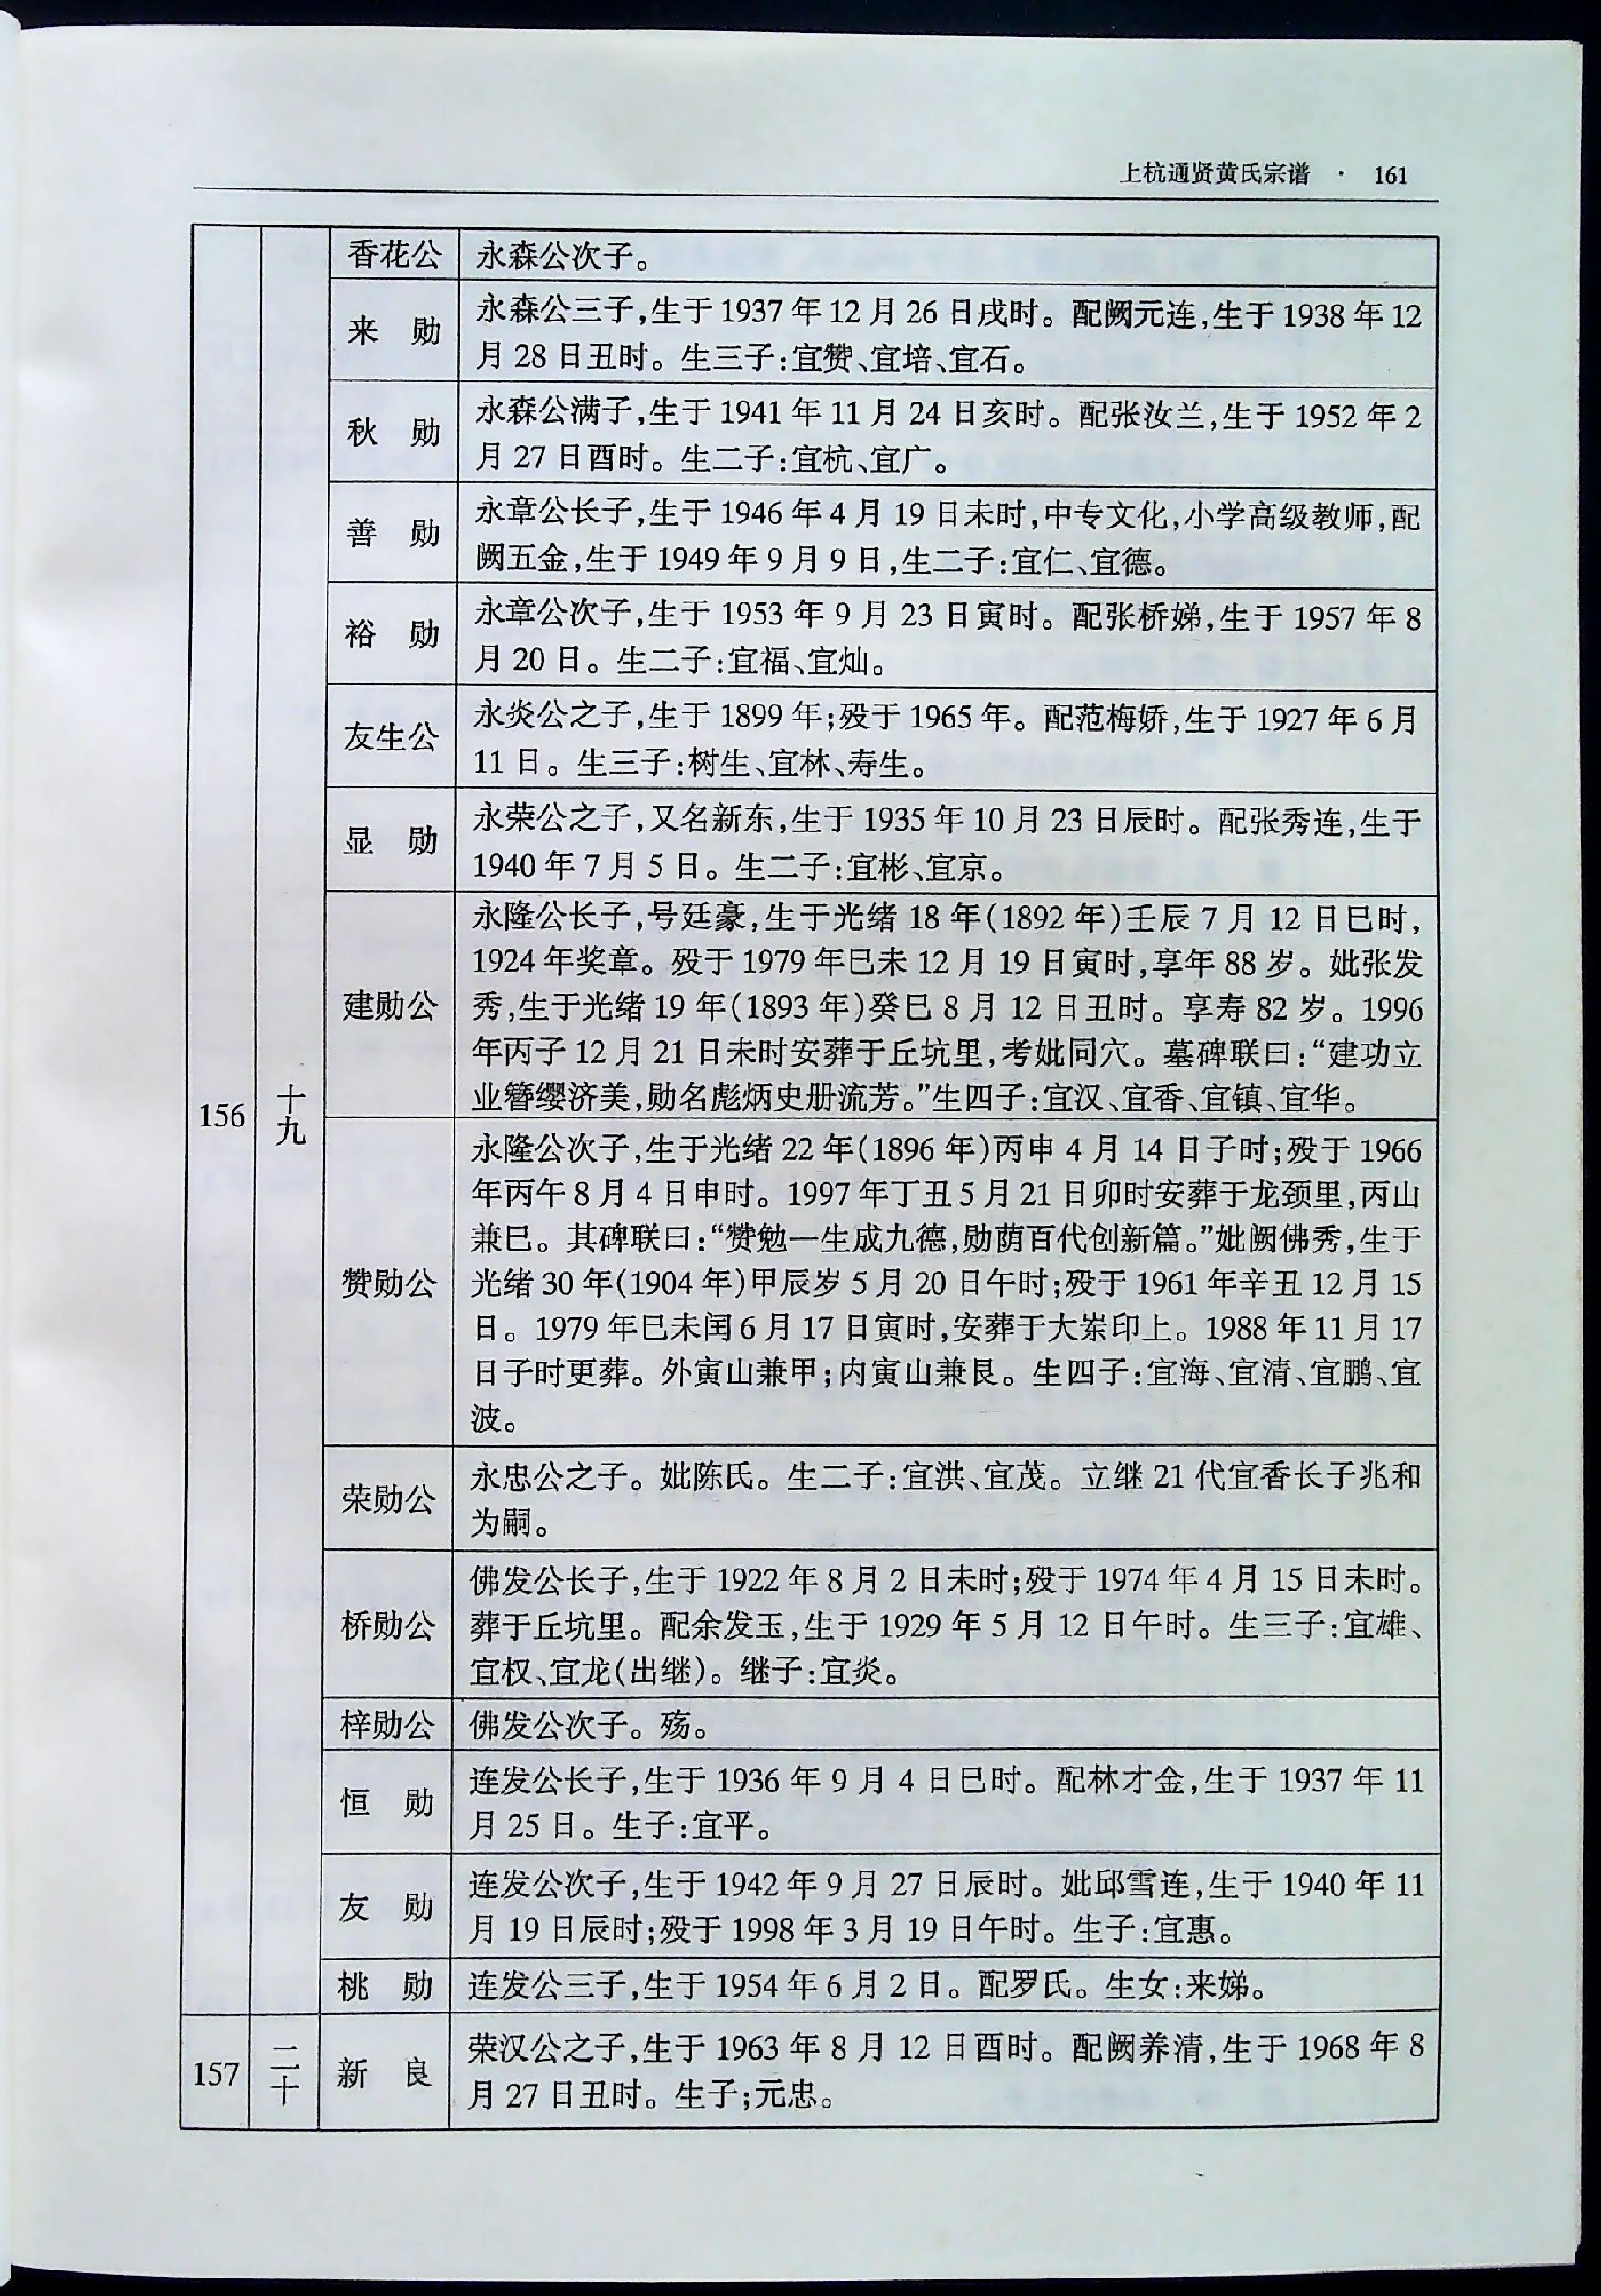 上杭通贤黄氏宗谱 · 161
156
十九
香花公
永森公次子。
来 勋
永森公三子,生于 1937 年 12 月 26 日戌时。配阙元连,生于 1938 年 12
月 28 日丑时。生三子:宜赞、宜培、宜石。
秋 勋
永森公满子,生于 1941 年 11 月 24 日亥时。配张汝兰,生于 1952 年 2
月 27 日酉时。生二子:宜杭、宜广。
善 勋
永章公长子,生于 1946 年 4 月 19 日未时,中专文化,小学高级教师,配
阙五金,生于 1949 年 9 月 9 日,生二子:宜仁、宜德。
裕 勋
永章公次子,生于 1953 年 9 月 23 日寅时。配张桥娣,生于 1957 年 8
月 20 日。生二子:宜福、宜灿。
友生公
永炎公之子,生于 1899 年;殁于 1965 年。配范梅娇,生于 1927 年 6 月
11 日。生三子:树生、宜林、寿生。
显 勋
永荣公之子,又名新东,生于 1935 年 10 月 23 日辰时。配张秀连,生于
1940 年 7 月 5 日。生二子:宜彬、宜京。
建勋公
永隆公长子,号廷豪,生于光绪 18 年(1892 年)壬辰 7 月 12 日巳时,
1924 年奖章。殁于 1979 年巳未 12 月 19 日寅时,享年 88 岁。妣张发
秀,生于光绪 19 年(1893 年)癸巳 8 月 12 日丑时。享寿 82 岁。1996
年丙子 12 月 21 日未时安葬于丘坑里,考妣同穴。墓碑联曰:“建功立
业簪缨济美,勋名彪炳史册流芳。”生四子:宜汉、宜香、宜镇、宜华。
赞勋公
永隆公次子,生于光绪 22 年(1896 年)丙申 4 月 14 日子时;殁于 1966
年丙午 8 月 4 日申时。1997 年丁丑 5 月 21 日卯时安葬于龙颈里,丙山
兼巳。其碑联曰:“赞勉一生成九德,勋荫百代创新篇。”妣阙佛秀,生于
光绪 30 年(1904 年)甲辰岁 5 月 20 日午时;殁于 1961 年辛丑 12 月 15
日。1979 年巳未闰 6 月 17 日寅时,安葬于大岽印上。1988 年 11 月 17
日子时更葬。外寅山兼甲;内寅山兼艮。生四子:宜海、宜清、宜鹏、宜
波。
荣勋公
永忠公之子。妣陈氏。生二子:宜洪、宜茂。立继 21 代宜香长子兆和
为嗣。
桥勋公
佛发公长子,生于 1922 年 8 月 2 日未时;殁于 1974 年 4 月 15 日未时。
葬于丘坑里。配余发玉,生于 1929 年 5 月 12 日午时。生三子:宜雄、
宜权、宜龙(出继)。继子:宜炎。
梓勋公
佛发公次子。殇。
恒 勋
连发公长子,生于 1936 年 9 月 4 日巳时。配林才金,生于 1937 年 11
月 25 日。生子:宜平。
友 勋
连发公次子,生于 1942 年 9 月 27 日辰时。妣邱雪连,生于 1940 年 11
月 19 日辰时;殁于 1998 年 3 月 19 日午时。生子:宜惠。
桃 勋
连发公三子,生于 1954 年 6 月 2 日。配罗氏。生女:来娣。
157
二十
新 良
荣汉公之子,生于 1963 年 8 月 12 日酉时。配阙养清,生于 1968 年 8
月 27 日丑时。生子;元忠。